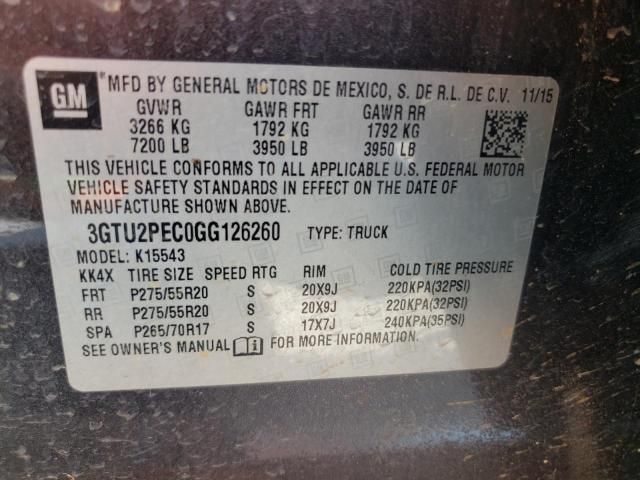 GM
MFD BY GENERAL MOTORS DE MEXICO, S. DE R.L. DE C.V. 11/15
GVWR GAWR FRT GAWR RR
3266 KG 1792 KG 1792 KG
7200 LB 3950 LB 3950 LB
THIS VEHICLE CONFORMS TO ALL APPLICABLE U.S. FEDERAL MOTOR
VEHICLE SAFETY STANDARDS IN EFFECT ON THE DATE OF
MANUFACTURE SHOWN ABOVE.
3GTU2PEC0GG126260 TYPE: TRUCK
MODEL: K15543
KK4X TIRE SIZE SPEED RTG RIM COLD TIRE PRESSURE
FRT P275/55R20 S 20X9J 220KPA(32PSI)
RR P275/55R20 S 20X9J 220KPA(32PSI)
SPA P265/70R17 S 17X7J 240KPA(35PSI)
SEE OWNER'S MANUAL FOR MORE INFORMATION.